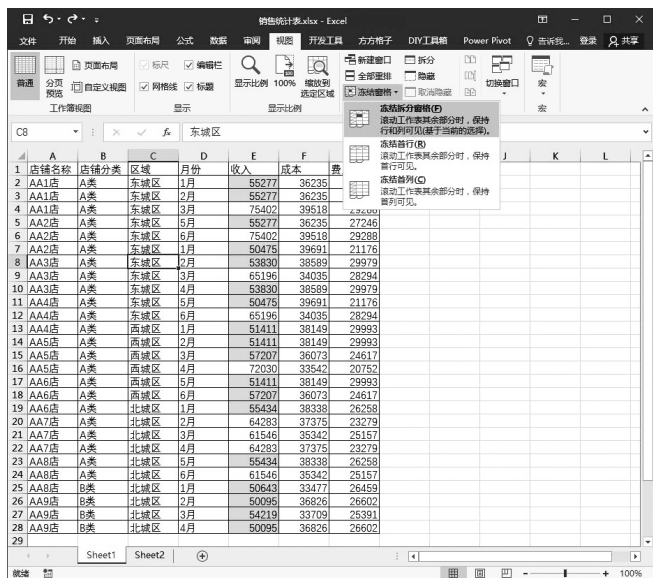 销售统计表.xlsx - Excel
文件 开始 插入 页面布局 公式 数据 审阅 视图 开发工具 方方格子 DIY工具箱 Power Pivot 告诉我... 登录 共享
普通 分页预览 页面布局 自定义视图 标尺 编辑栏 网格线 标题 显示比例 100% 缩放到选定区域 新建窗口 全部重排 冻结窗格 拆分 隐藏 取消隐藏 切换窗口 宏
工作簿视图 显示 显示比例 宏
冻结拆分窗格(F)
滚动工作表其余部分时，保持
行和列可见(基于当前的选择)。
冻结首行(R)
滚动工作表其余部分时，保持
首行可见。
冻结首列(C)
滚动工作表其余部分时，保持
首列可见。
C8 fx 东城区
A B C D E F J K L
1 店铺名称 店铺分类 区域 月份 收入 成本 费
2 AA1店 A类 东城区 1月 55277 36235
3 AA1店 A类 东城区 2月 55277 36235
4 AA1店 A类 东城区 3月 75402 39518 29288
5 AA2店 A类 东城区 5月 55277 36235 27246
6 AA2店 A类 东城区 6月 75402 39518 29288
7 AA2店 A类 东城区 1月 50475 39691 21176
8 AA3店 A类 东城区 2月 53830 38589 29979
9 AA3店 A类 东城区 3月 65196 34035 28294
10 AA3店 A类 东城区 4月 53830 38589 29979
11 AA4店 A类 东城区 5月 50475 39691 21176
12 AA4店 A类 东城区 6月 65196 34035 28294
13 AA4店 A类 西城区 1月 51411 38149 29993
14 AA5店 A类 西城区 2月 51411 38149 29993
15 AA5店 A类 西城区 3月 57207 36073 24617
16 AA5店 A类 西城区 4月 72030 33542 20752
17 AA5店 A类 西城区 5月 51411 38149 29993
18 AA6店 A类 西城区 6月 57207 36073 24617
19 AA6店 A类 北城区 1月 55434 38338 26258
20 AA7店 A类 北城区 2月 64283 37375 23279
21 AA7店 A类 北城区 3月 61546 35342 25157
22 AA7店 A类 北城区 4月 64283 37375 23279
23 AA8店 A类 北城区 5月 55434 38338 26258
24 AA8店 A类 北城区 6月 61546 35342 25157
25 AA8店 B类 北城区 1月 50643 33477 26459
26 AA9店 B类 北城区 2月 50095 36826 26602
27 AA9店 B类 北城区 3月 54219 33709 25391
28 AA9店 B类 北城区 4月 50095 36826 26602
29
Sheet1 Sheet2
就绪 100%